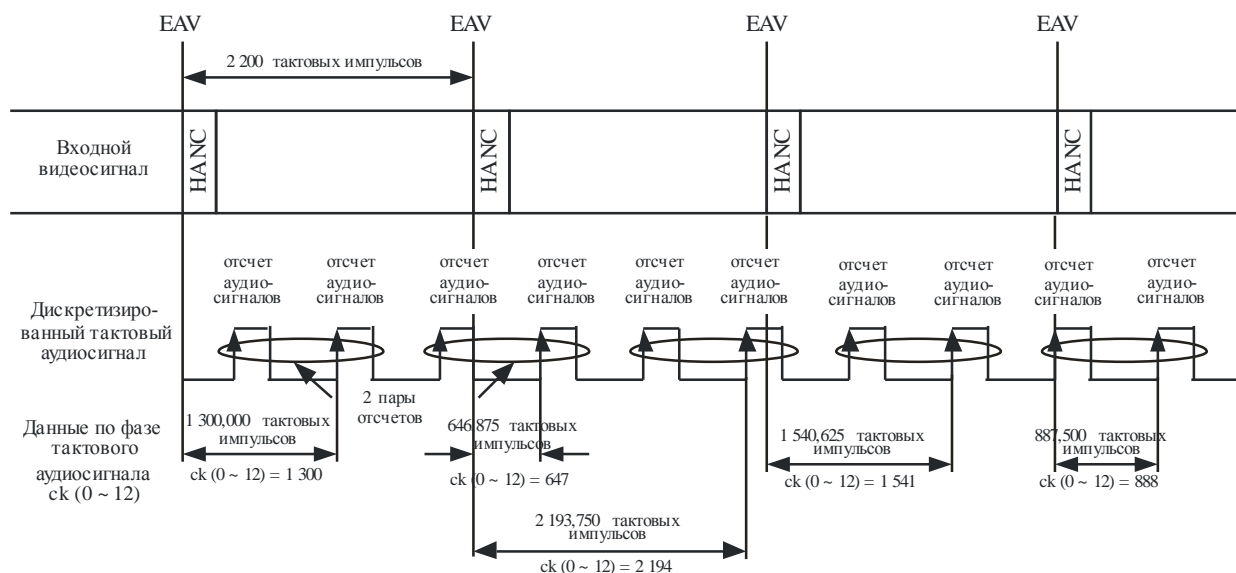 EAV EAV EAV EAV
2 200 тактовых импульсов
Входной
видеосигнал
HANC HANC HANC HANC
отсчет
аудио-
сигналов
отсчет
аудио-
сигналов
отсчет
аудио-
сигналов
отсчет
аудио-
сигналов
отсчет
аудио-
сигналов
отсчет
аудио-
сигналов
отсчет
аудио-
сигналов
отсчет
аудио-
сигналов
отсчет
аудио-
сигналов
отсчет
аудио-
сигналов
Дискретизиро-
ванный тактовый
аудиосигнал
2 пары
отсчетов
Данные по фазе
тактового
аудиосигнала
ck (0 ~ 12)
1 300,000 тактовых
импульсов
ck (0 ~ 12) = 1 300
646,875 тактовых
импульсов
ck (0 ~ 12) = 647
1 540,625 тактовых
импульсов
ck (0 ~ 12) = 1 541
887,500 тактовых
импульсов
ck (0 ~ 12) = 888
2 193,750 тактовых
импульсов
ck (0 ~ 12) = 2 194